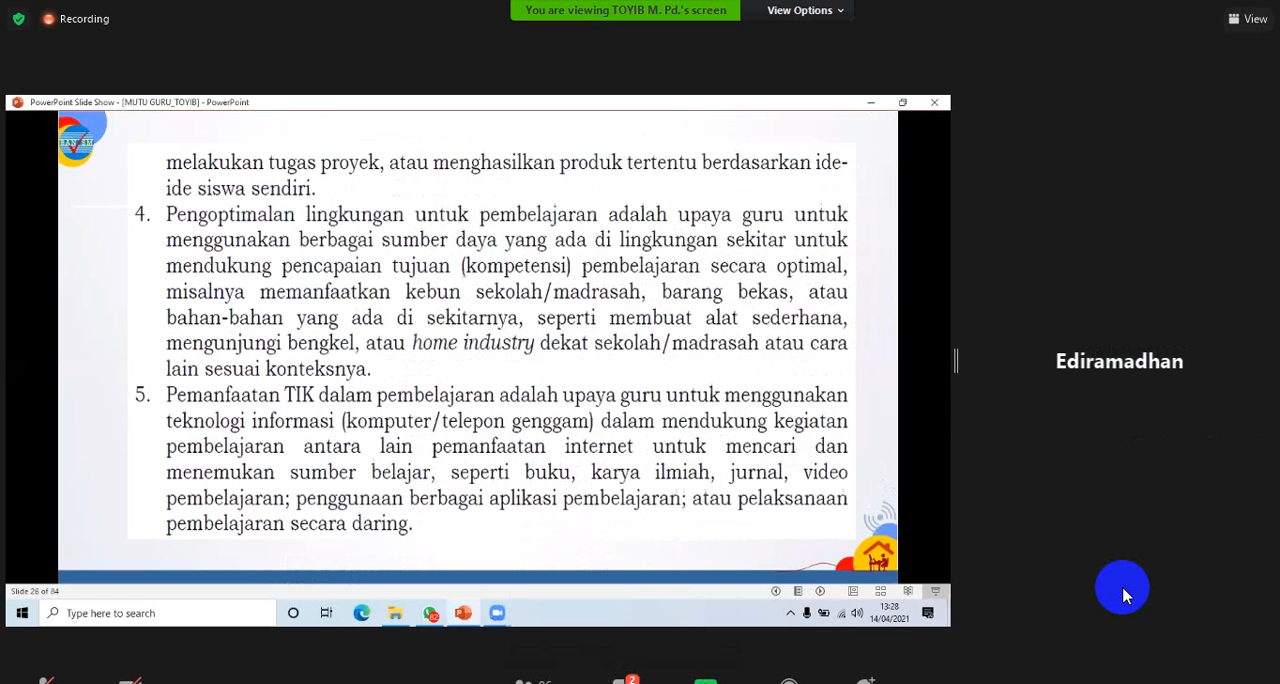 Recording
You are viewing TOYIB M. Pd.'s screen
View Options
View
PowerPoint Slide Show - [MUTU GURU_TOYIB] - PowerPoint
melakukan tugas proyek, atau menghasilkan produk tertentu berdasarkan ide-
ide siswa sendiri.
4. Pengoptimalan lingkungan untuk pembelajaran adalah upaya guru untuk
menggunakan berbagai sumber daya yang ada di lingkungan sekitar untuk
mendukung pencapaian tujuan (kompetensi) pembelajaran secara optimal,
misalnya memanfaatkan kebun sekolah/madrasah, barang bekas, atau
bahan-bahan yang ada di sekitarnya, seperti membuat alat sederhana,
mengunjungi bengkel, atau home industry dekat sekolah/madrasah atau cara
lain sesuai konteksnya.
5. Pemanfaatan TIK dalam pembelajaran adalah upaya guru untuk menggunakan
teknologi informasi (komputer/telepon genggam) dalam mendukung kegiatan
pembelajaran antara lain pemanfaatan internet untuk mencari dan
menemukan sumber belajar, seperti buku, karya ilmiah, jurnal, video
pembelajaran; penggunaan berbagai aplikasi pembelajaran; atau pelaksanaan
pembelajaran secara daring.
Ediramadhan
Slide 26 of 84
Type here to search
13:28
14/04/2021
2